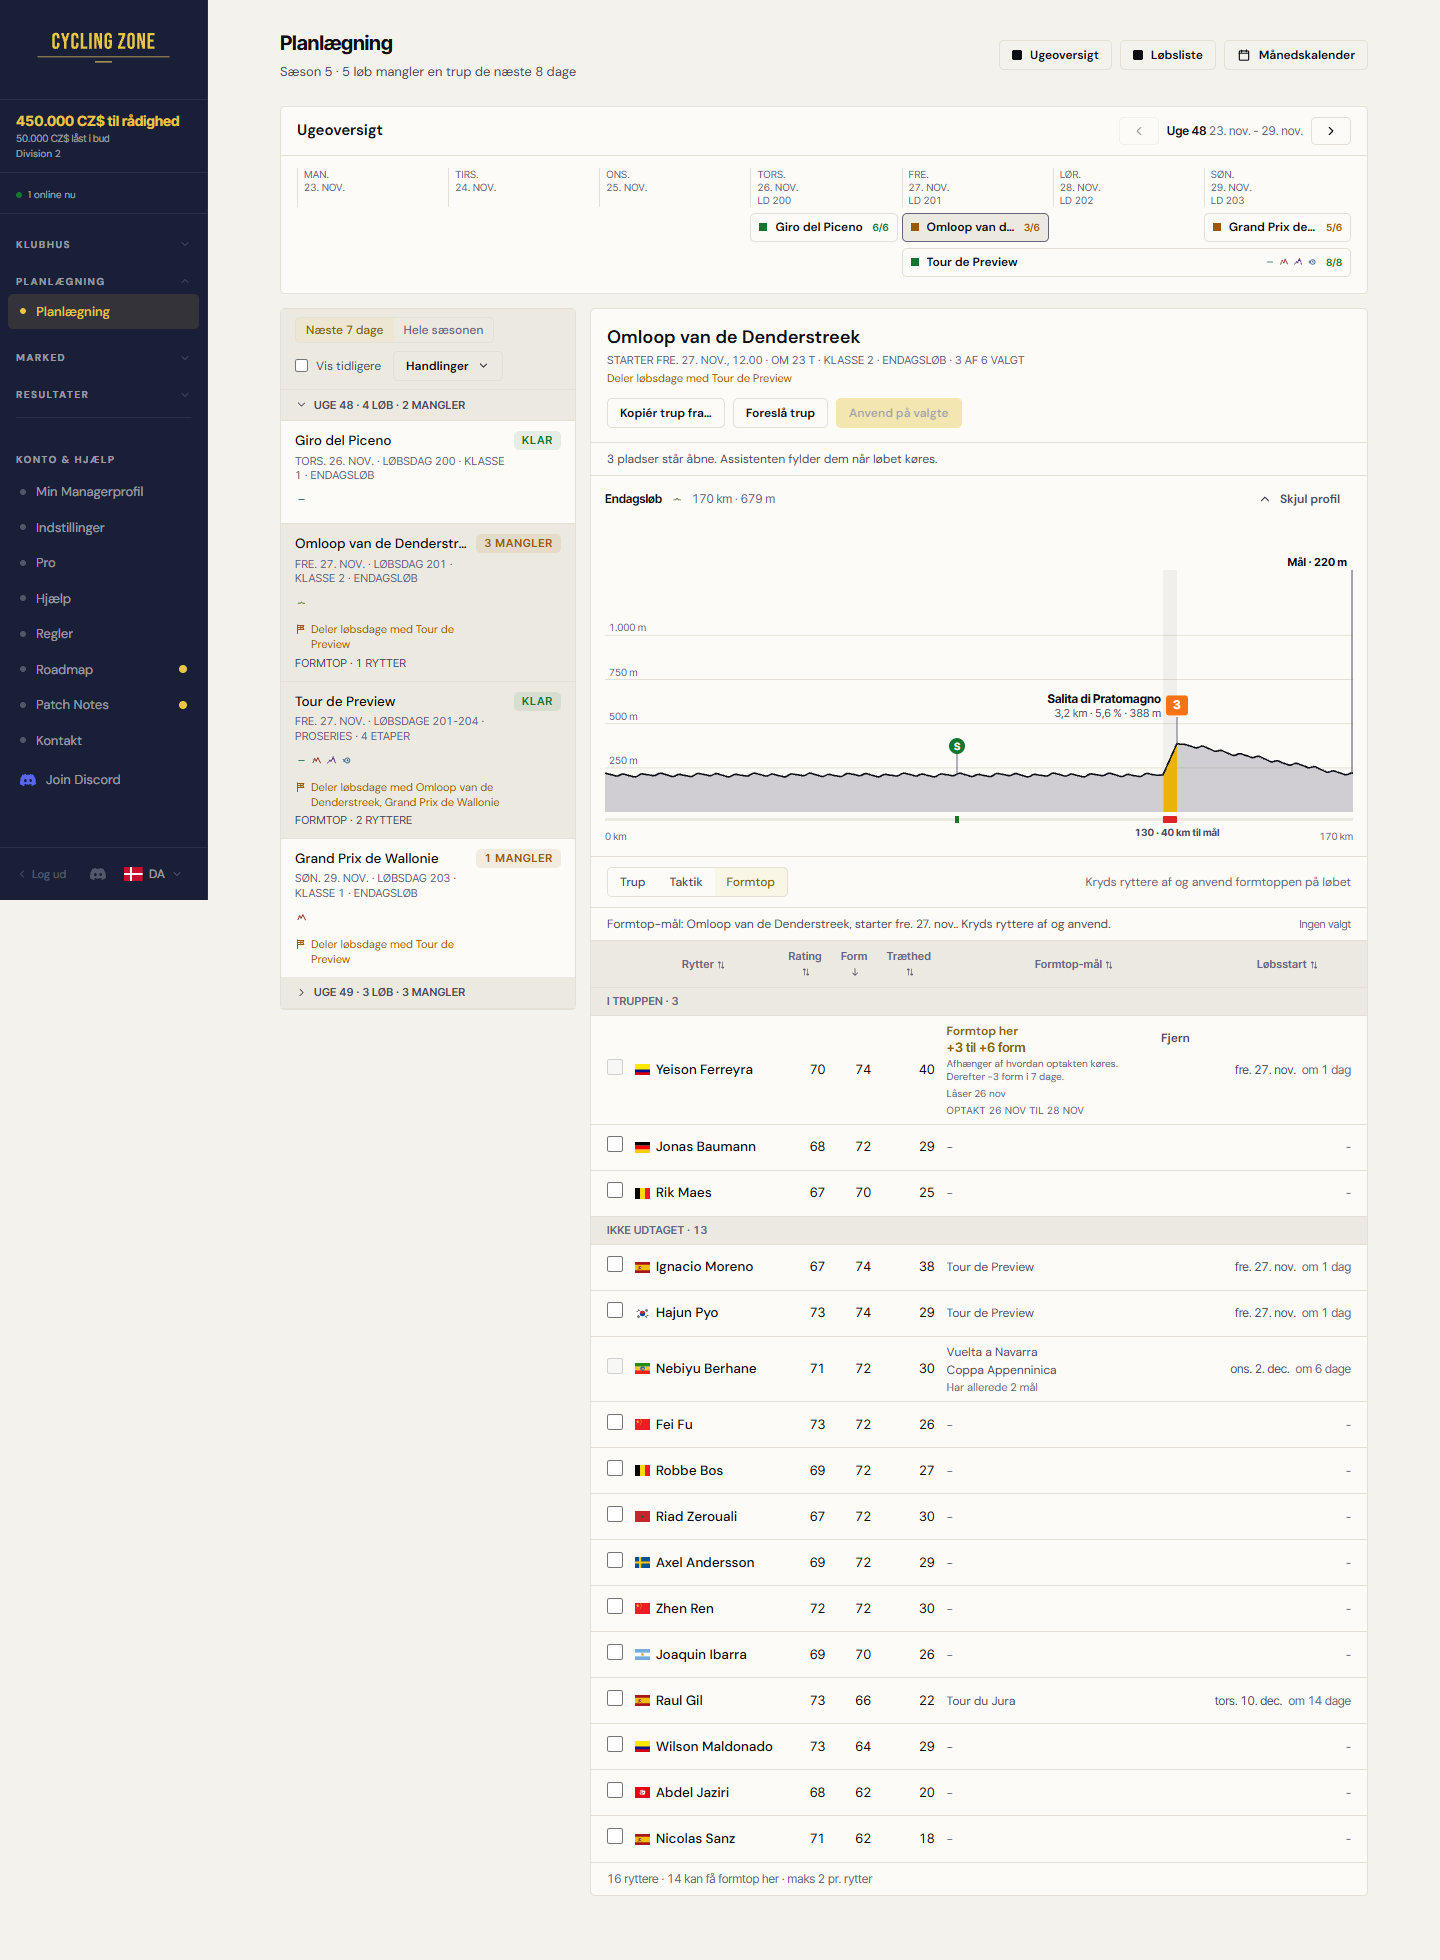 CYCLING ZONE
450.000 CZ$ til rådighed
50.000 CZ$ låst i bud
Division 2
1 online nu
KLUBHUS
PLANLÆGNING
Planlægning
MARKED
RESULTATER
KONTO & HJÆLP
Min Managerprofil
Indstillinger
Pro
Hjælp
Regler
Roadmap
Patch Notes
Kontakt
Join Discord
Log ud
DA
Planlægning
Sæson 5 · 5 løb mangler en trup de næste 8 dage
Ugeoversigt
Løbsliste
Månedskalender
Ugeoversigt
Uge 48 23. nov. - 29. nov.
MAN.
23. NOV.
TIRS.
24. NOV.
ONS.
25. NOV.
TORS.
26. NOV.
LD 200
FRE.
27. NOV.
LD 201
LØR.
28. NOV.
LD 202
SØN.
29. NOV.
LD 203
Giro del Piceno 6/6
Omloop van d... 3/6
Grand Prix de... 5/6
Tour de Preview 8/8
Næste 7 dage
Hele sæsonen
Vis tidligere
Handlinger
UGE 48 · 4 LØB · 2 MANGLER
Giro del Piceno
KLAR
TORS. 26. NOV. · LØBSDAG 200 · KLASSE
1 · ENDAGSLØB
Omloop van de Denderstr...
3 MANGLER
FRE. 27. NOV. · LØBSDAG 201 ·
KLASSE 2 · ENDAGSLØB
Deler løbsdage med Tour de
Preview
FORMTOP · 1 RYTTER
Tour de Preview
KLAR
FRE. 27. NOV. · LØBSDAGE 201-204 ·
PROSERIES · 4 ETAPER
Deler løbsdage med Omloop van de
Denderstreek, Grand Prix de Wallonie
FORMTOP · 2 RYTTERE
Grand Prix de Wallonie
1 MANGLER
SØN. 29. NOV. · LØBSDAG 203 ·
KLASSE 1 · ENDAGSLØB
Deler løbsdage med Tour de
Preview
UGE 49 · 3 LØB · 3 MANGLER
Omloop van de Denderstreek
STARTER FRE. 27. NOV., 12.00 · OM 23 T · KLASSE 2 · ENDAGSLØB · 3 AF 6 VALGT
Deler løbsdage med Tour de Preview
Kopiér trup fra...
Foreslå trup
Anvend på valgte
3 pladser står åbne. Assistenten fylder dem når løbet køres.
Endagsløb 170 km · 679 m
Skjul profil
Mål · 220 m
1.000 m
750 m
500 m
250 m
Salita di Pratomagno
3,2 km · 5,6 % · 388 m
3
S
0 km
130 · 40 km til mål
170 km
Trup
Taktik
Formtop
Kryds ryttere af og anvend formtoppen på løbet
Formtop-mål: Omloop van de Denderstreek, starter fre. 27. nov.. Kryds ryttere af og anvend.
Ingen valgt
Rytter ⇅ Rating ⇅ Form ↓ Træthed ⇅ Formtop-mål ⇅ Løbsstart ⇅
I TRUPPEN · 3
Formtop her
+3 til +6 form
Afhænger af hvordan optakten køres.
Derefter -3 form i 7 dage.
Låser 26 nov
OPTAKT 26 NOV TIL 28 NOV
Fjern
Yeison Ferreyra 70 74 40 fre. 27. nov. om 1 dag
Jonas Baumann 68 72 29 - -
Rik Maes 67 70 25 - -
IKKE UDTAGET · 13
Ignacio Moreno 67 74 38 Tour de Preview fre. 27. nov. om 1 dag
Hajun Pyo 73 74 29 Tour de Preview fre. 27. nov. om 1 dag
Vuelta a Navarra
Nebiyu Berhane 71 72 30 Coppa Appenninica ons. 2. dec. om 6 dage
Har allerede 2 mål
Fei Fu 73 72 26 - -
Robbe Bos 69 72 27 - -
Riad Zerouali 67 72 30 - -
Axel Andersson 69 72 29 - -
Zhen Ren 72 72 30 - -
Joaquin Ibarra 69 70 26 - -
Raul Gil 73 66 22 Tour du Jura tors. 10. dec. om 14 dage
Wilson Maldonado 73 64 29 - -
Abdel Jaziri 68 62 20 - -
Nicolas Sanz 71 62 18 - -
16 ryttere · 14 kan få formtop her · maks 2 pr. rytter